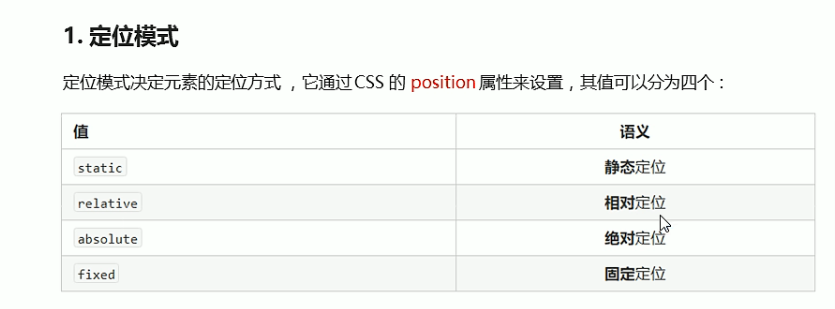 1. 定位模式
定位模式决定元素的定位方式 ，它通过CSS 的 position 属性来设置，其值可以分为四个：
值 语义
static 静态定位
relative 相对定位
absolute 绝对定位
fixed 固定定位